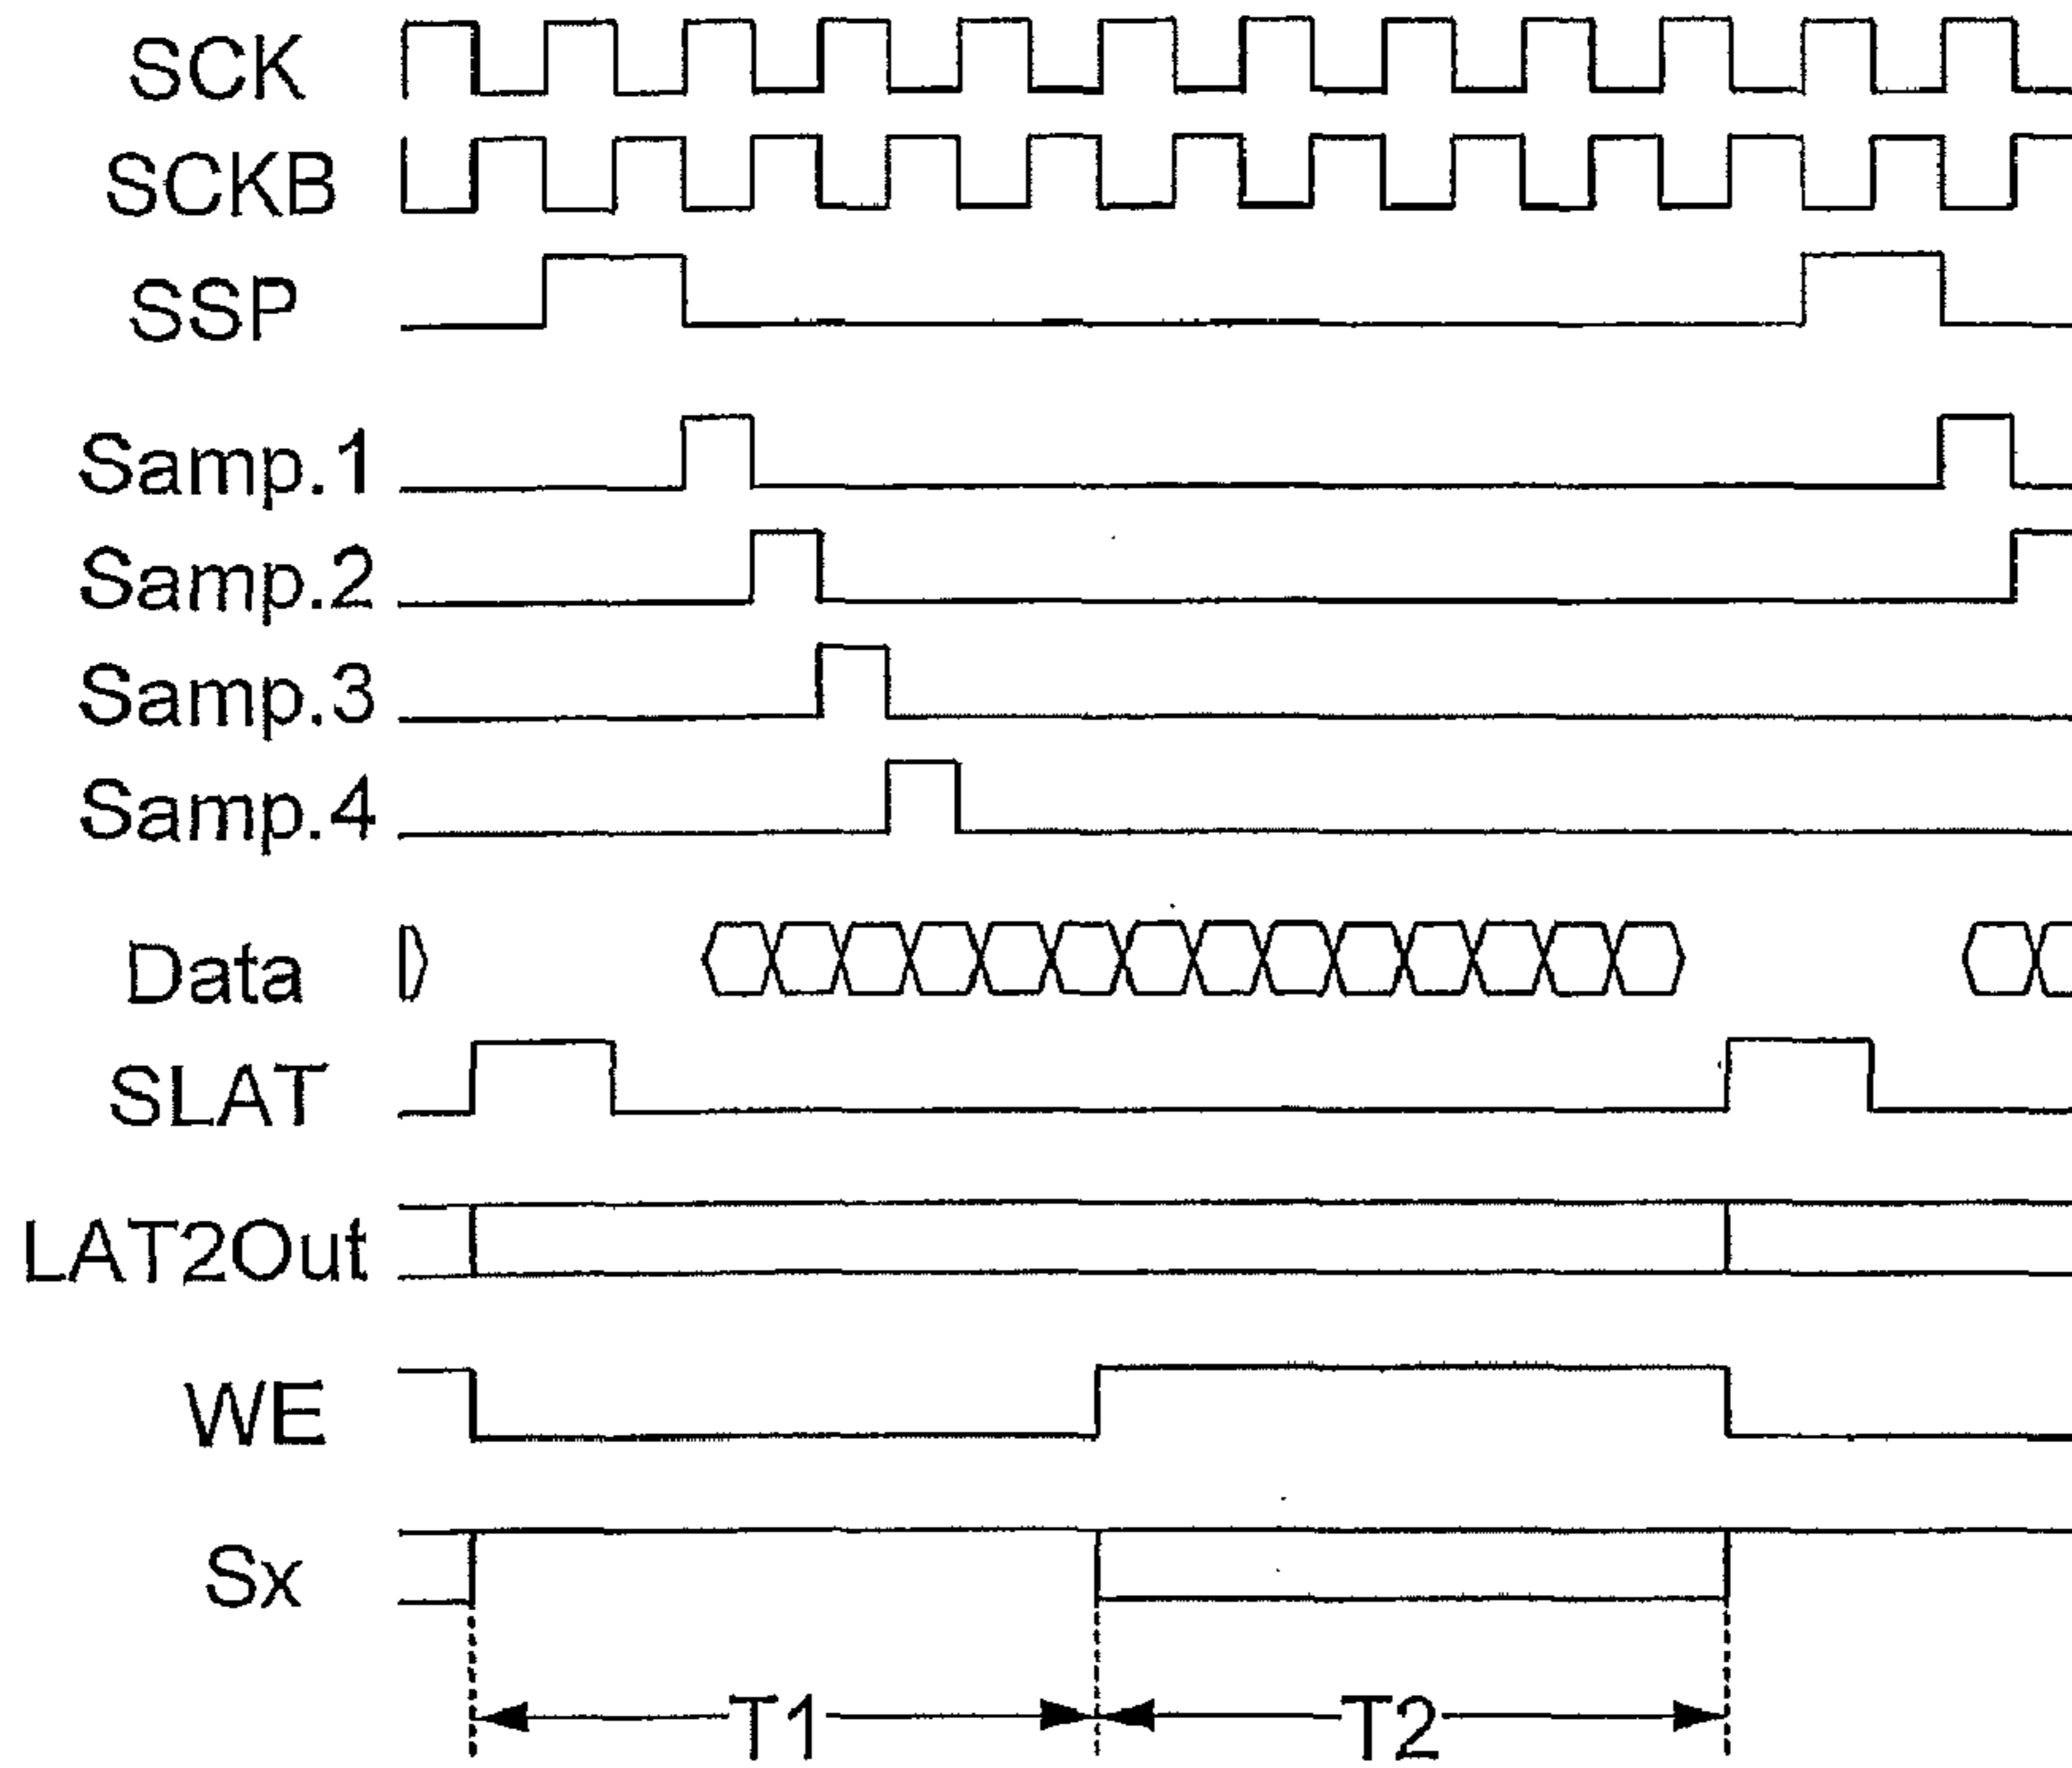 SCK
SCKB
SSP
Samp.1
Samp.2
Samp.3
Samp.4
Data
SLAT
LAT2Out
WE
Sx
T1 T2